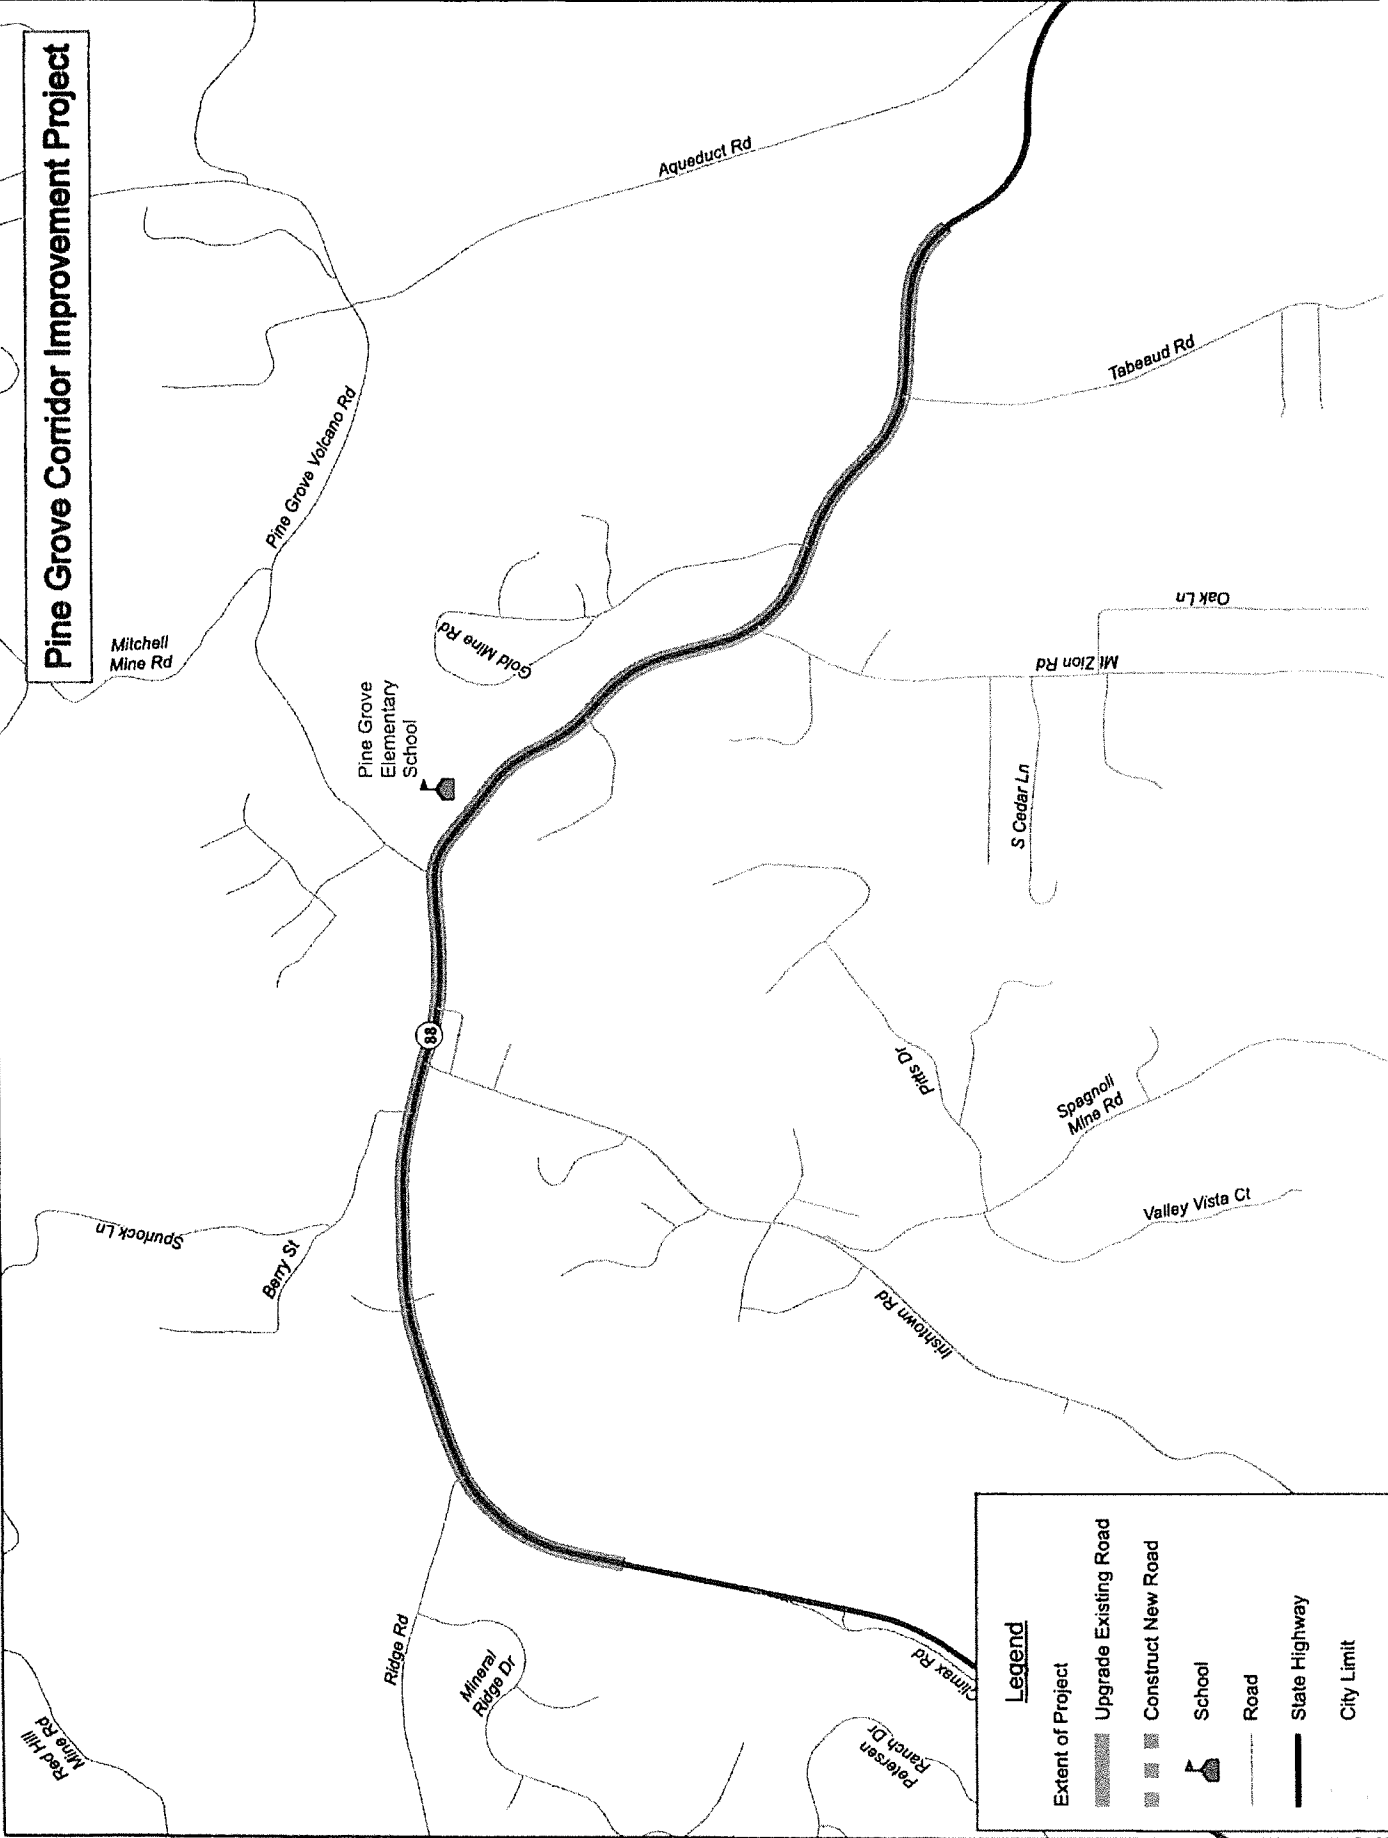 Pine Grove Corridor Improvement Project
Red Hill
Mine Rd
Spurlock Ln
Berry St
Mitchell
Mine Rd
Pine Grove Volcano Rd
Pine Grove
Elementary
School
Aqueduct Rd
Gold Mine Rd
88
Ridge Rd
Mineral
Ridge Dr
Petersen
Ranch Dr
Climax Rd
Irishtown Rd
Pitts Dr
Spagnoli
Mine Rd
Valley Vista Ct
S Cedar Ln
Mt Zion Rd
Oak Ln
Tabeaud Rd
Legend
Extent of Project
Upgrade Existing Road
Construct New Road
School
Road
State Highway
City Limit